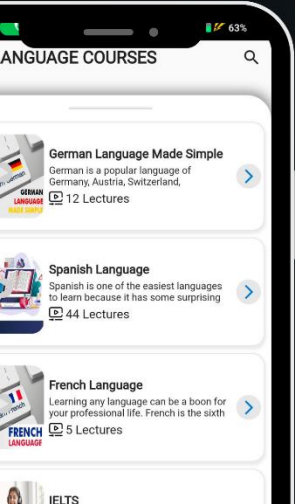 63%
ANGUAGE COURSES
German Language Made Simple
German is a popular language of
Germany, Austria, Switzerland,
12 Lectures
GERMAN
LANGUAGE
MADE SIMPLE
Spanish Language
Spanish is one of the easiest languages
to learn because it has some surprising
44 Lectures
French Language
Learning any language can be a boon for
your professional life. French is the sixth
5 Lectures
FRENCH
LANGUAGE
IELTS